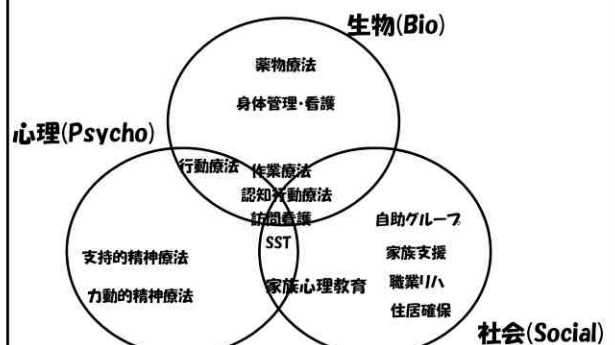 生物(Bio)
薬物療法
身体管理・看護
心理(Psycho)
行動療法
作業療法
認知行動療法
訪問看護
SST
家族心理教育
支持的精神療法
力動的精神療法
自助グループ
家族支援
職業リハ
住居確保
社会(Social)